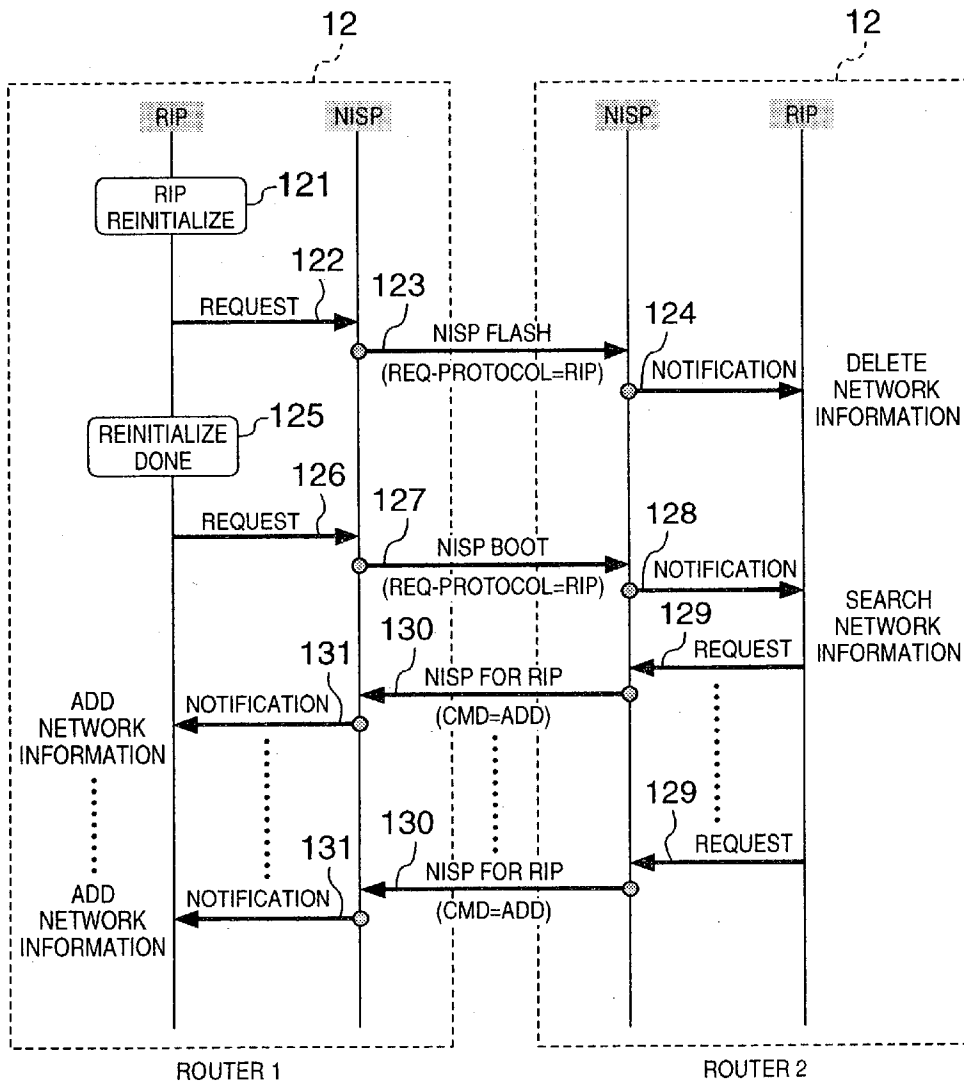 12
12
RIP
NISP
NISP
RIP
RIP
REINITIALIZE
121
122
REQUEST
123
NISP FLASH
(REQ-PROTOCOL=RIP)
124
NOTIFICATION
DELETE
NETWORK
INFORMATION
125
REINITIALIZE
DONE
126
REQUEST
127
NISP BOOT
(REQ-PROTOCOL=RIP)
128
NOTIFICATION
SEARCH
NETWORK
INFORMATION
129
REQUEST
130
NISP FOR RIP
(CMD=ADD)
131
NOTIFICATION
ADD
NETWORK
INFORMATION
129
REQUEST
130
NISP FOR RIP
(CMD=ADD)
131
NOTIFICATION
ADD
NETWORK
INFORMATION
ROUTER 1
ROUTER 2